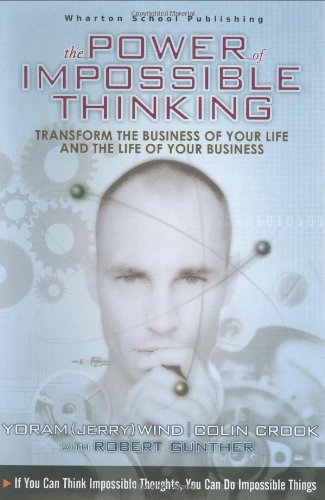 Wharton School Publishing
the POWER of
IMPOSSIBLE
THINKING
TRANSFORM THE BUSINESS OF YOUR LIFE
AND THE LIFE OF YOUR BUSINESS
YORAM (JERRY) WIND | COLIN CROOK
WITH ROBERT GUNTHER
If You Can Think Impossible Thoughts, You Can Do Impossible Things